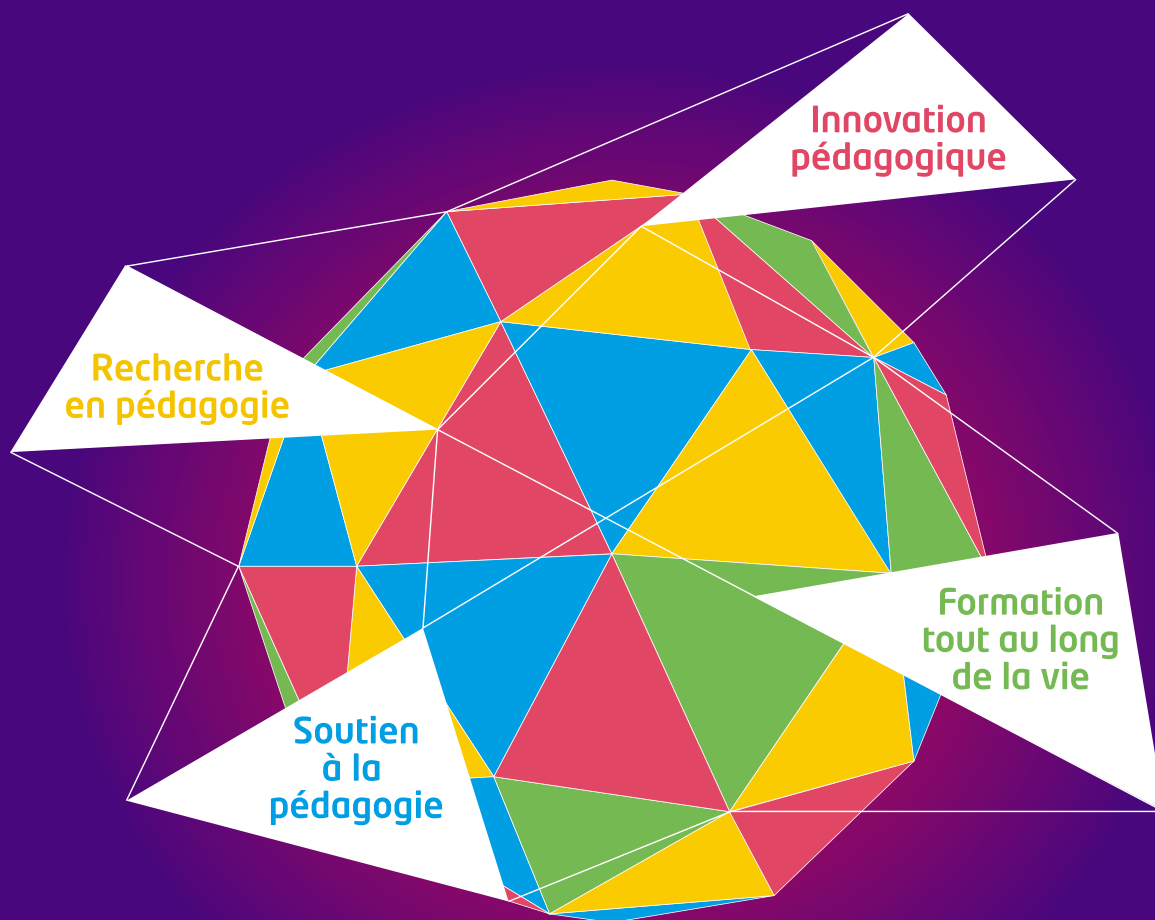 Innovation
pédagogique
Recherche
en pédagogie
Formation
tout au long
de la vie
Soutien
à la
pédagogie